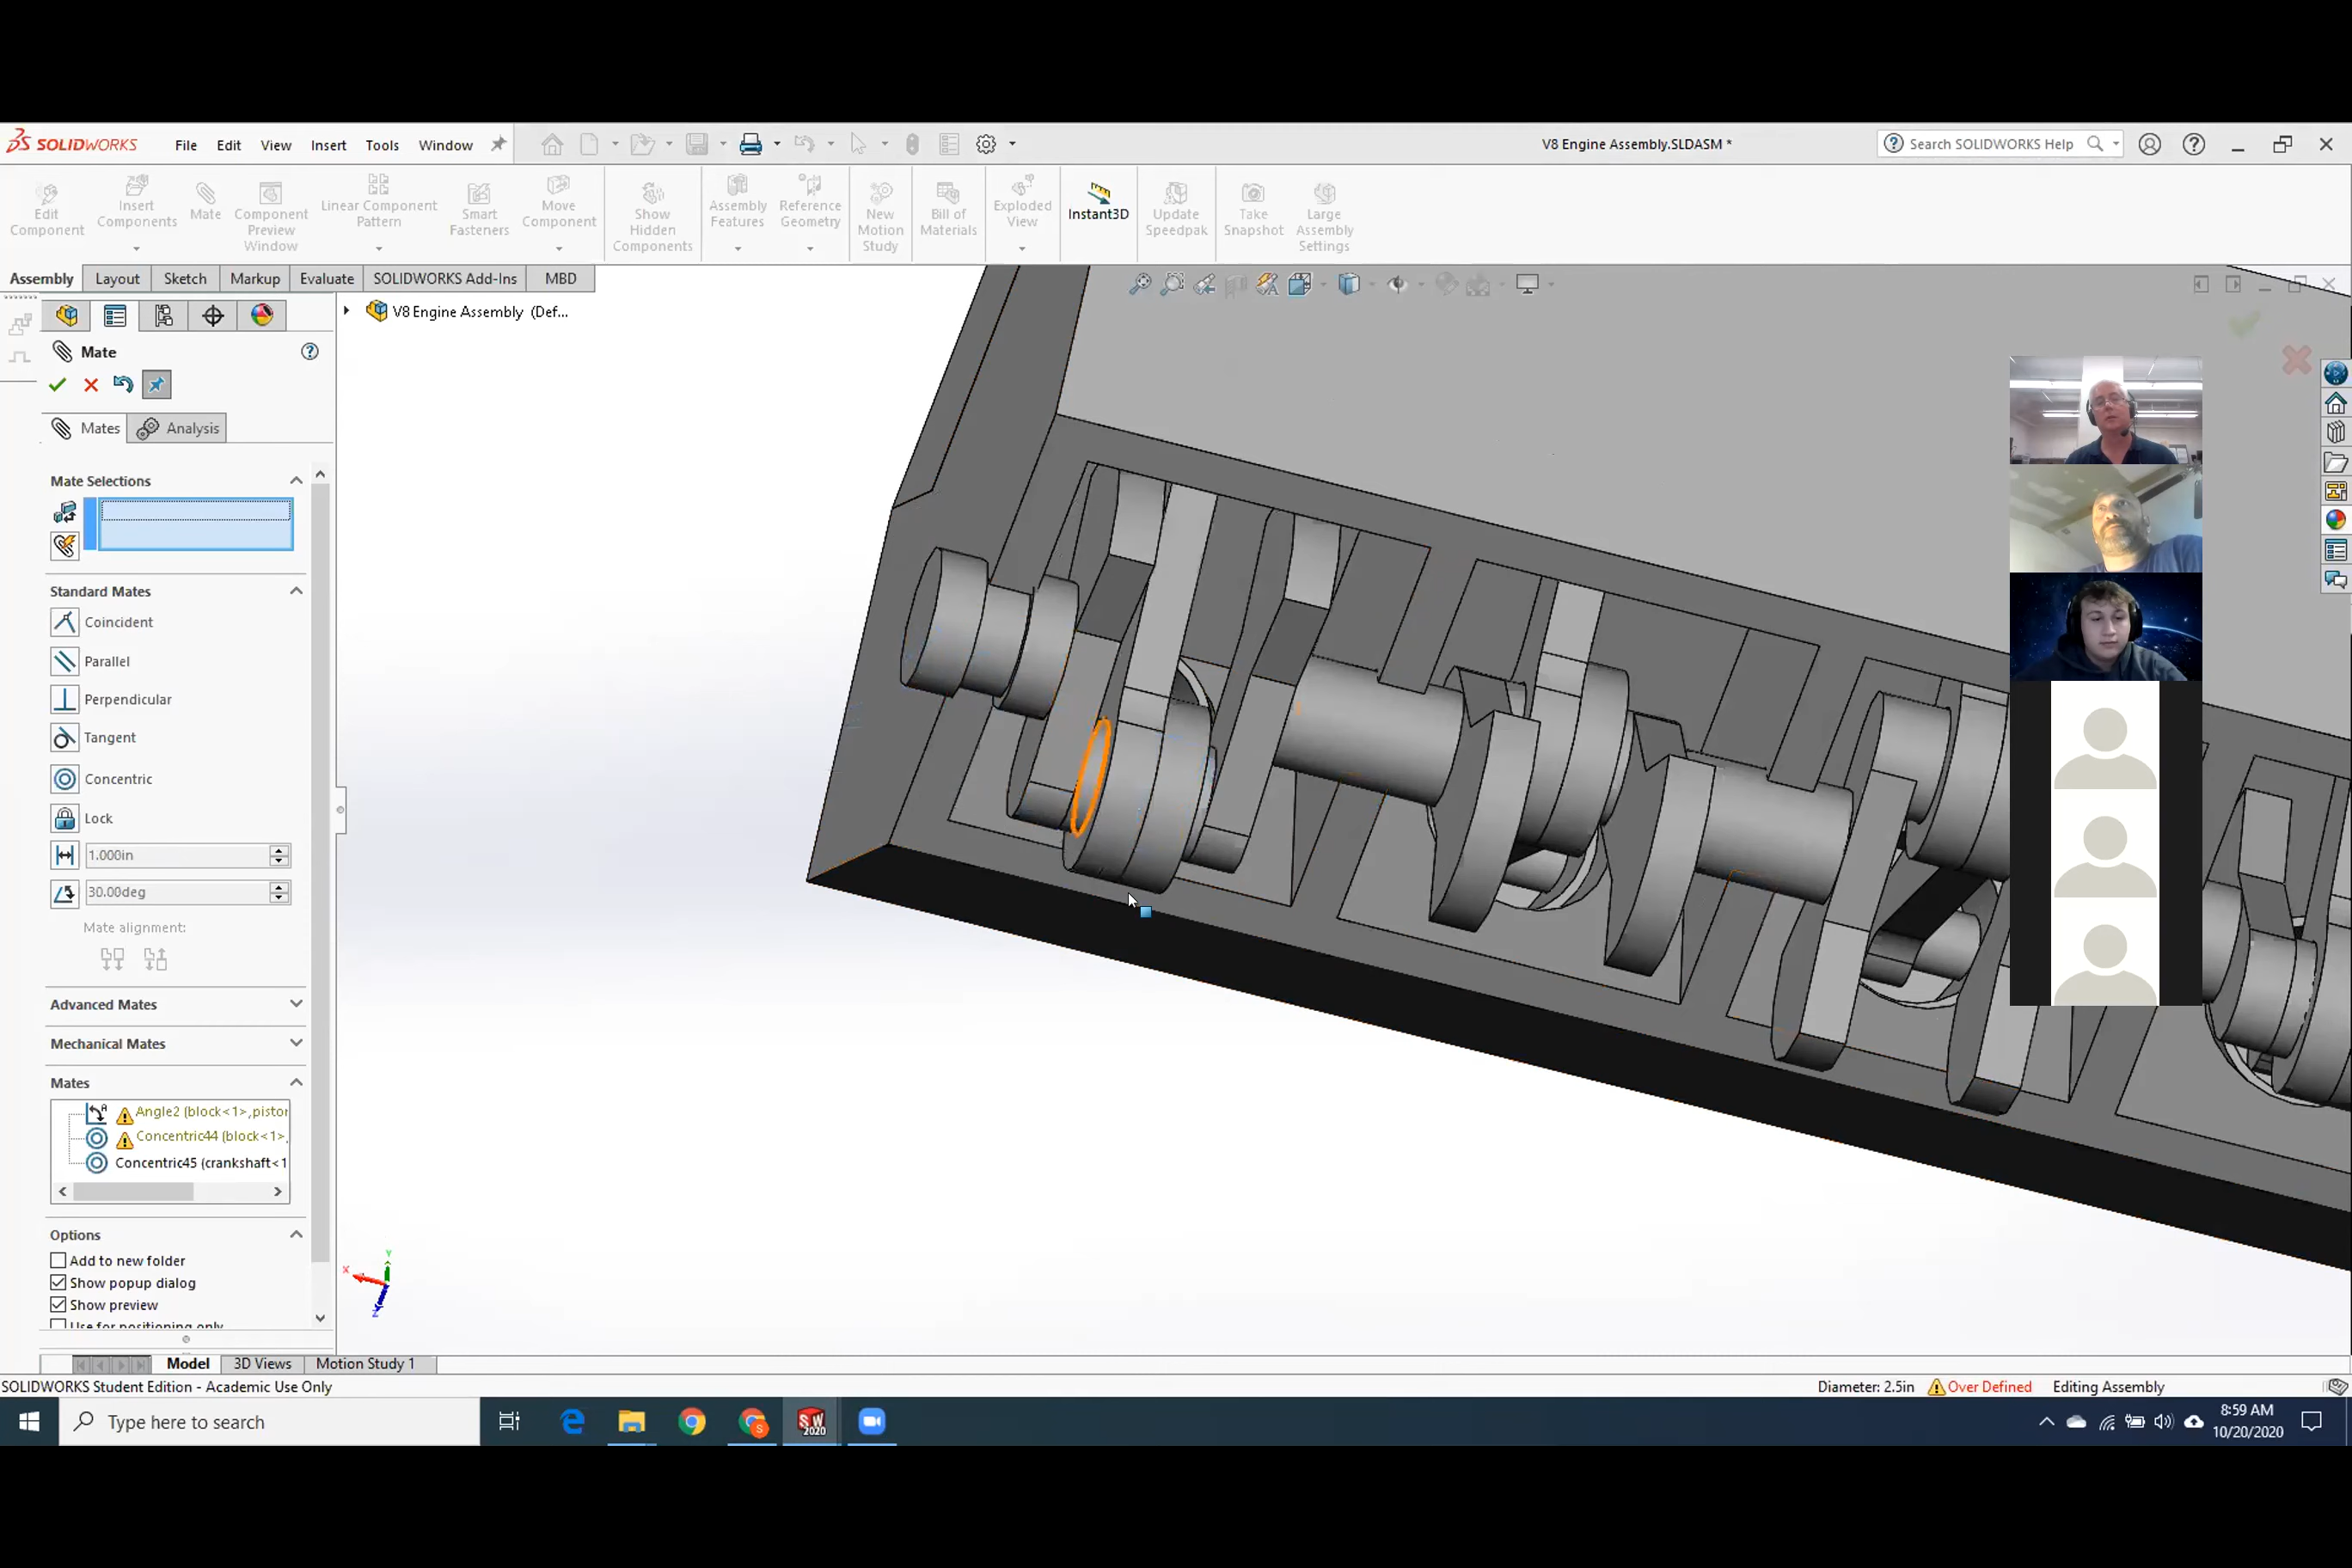 SOLIDWORKS File Edit View Insert Tools Window V8 Engine Assembly.SLDASM * Search SOLIDWORKS Help
Edit Component
Insert Components
Mate
Component Preview Window
Linear Component Pattern
Smart Fasteners
Move Component
Show Hidden Components
Assembly Features
Reference Geometry
New Motion Study
Bill of Materials
Exploded View
Instant3D
Update Speedpak
Take Snapshot
Large Assembly Settings
Assembly Layout Sketch Markup Evaluate SOLIDWORKS Add-Ins MBD
V8 Engine Assembly (Def...
Mate
Mates Analysis
Mate Selections
Standard Mates
Coincident
Parallel
Perpendicular
Tangent
Concentric
Lock
1.000in
30.00deg
Mate alignment:
Advanced Mates
Mechanical Mates
Mates
Angle2 (block<1>,piston
Concentric44 (block<1>,
Concentric45 (crankshaft<1
Options
Add to new folder
Show popup dialog
Show preview
Use for positioning only
X Y Z
Model 3D Views Motion Study 1
SOLIDWORKS Student Edition - Academic Use Only Diameter: 2.5in Over Defined Editing Assembly
Type here to search
S
SW 2020
8:59 AM
10/20/2020